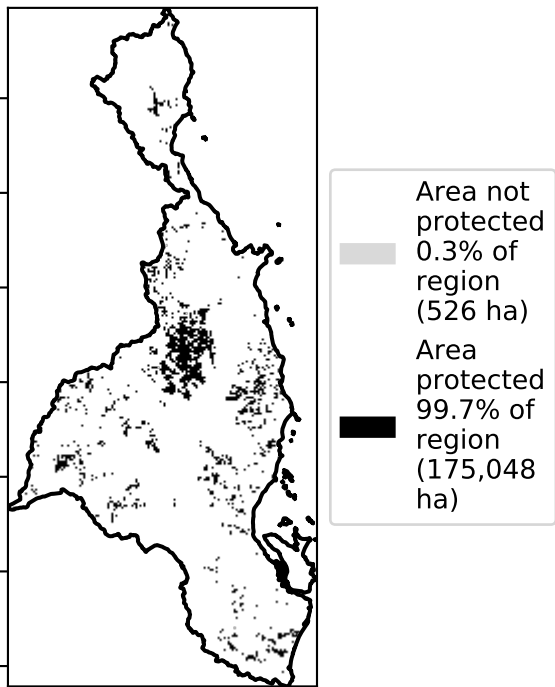 Area not
protected
0.3% of
region
(526 ha)
Area
protected
99.7% of
region
(175,048
ha)